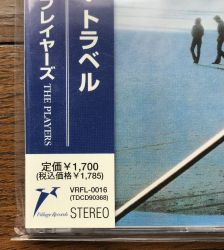 ・トラベル
プレイヤーズ THE PLAYERS
定価￥1,700
(税込価格￥1,785)
VRFL-0016
(TDCD90368)
Village Records
STEREO